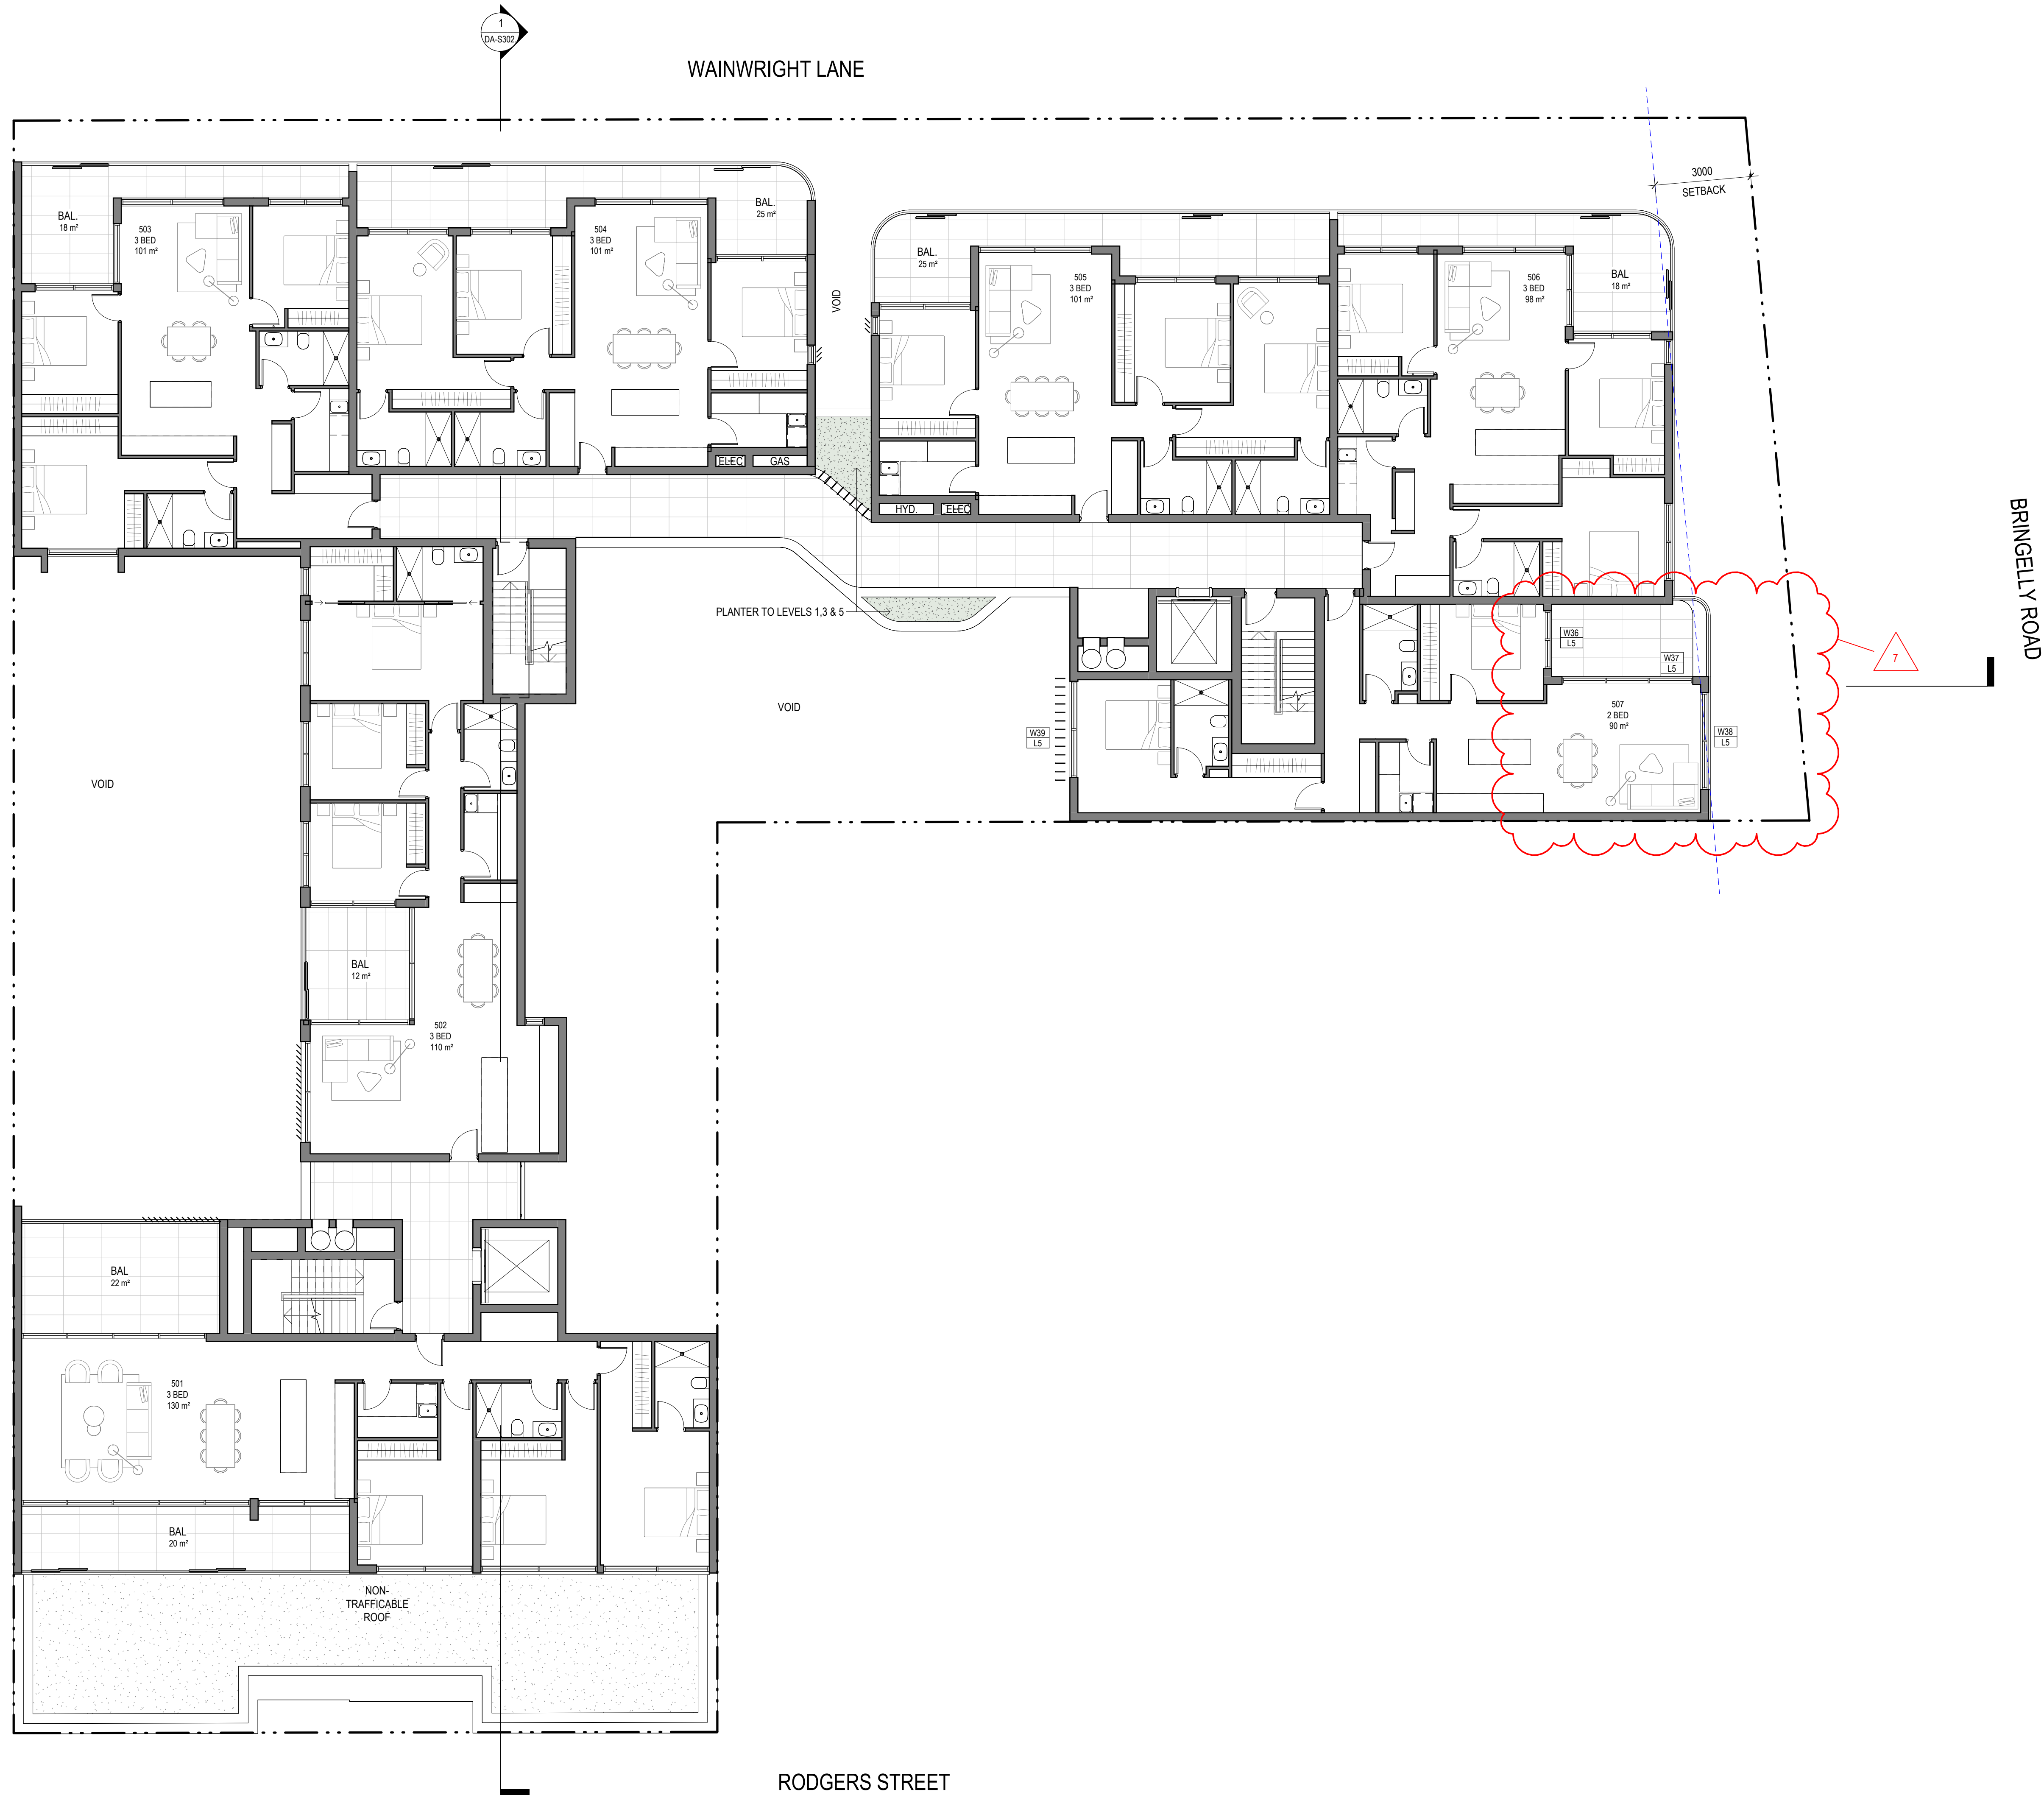 1
DA-S302
WAINWRIGHT LANE
3000
SETBACK
BAL.
18 m²
503
3 BED
101 m²
504
3 BED
101 m²
BAL.
25 m²
VOID
BAL.
25 m²
505
3 BED
101 m²
506
3 BED
98 m²
BAL
18 m²
ELEC
GAS
HYD.
ELEC
BRINGELLY ROAD
PLANTER TO LEVELS 1,3 & 5
W36
L5
W37
L5
7
VOID
507
2 BED
90 m²
W39
L5
W38
L5
VOID
BAL
12 m²
502
3 BED
110 m²
BAL
22 m²
501
3 BED
130 m²
BAL
20 m²
NON-
TRAFFICABLE
ROOF
RODGERS STREET